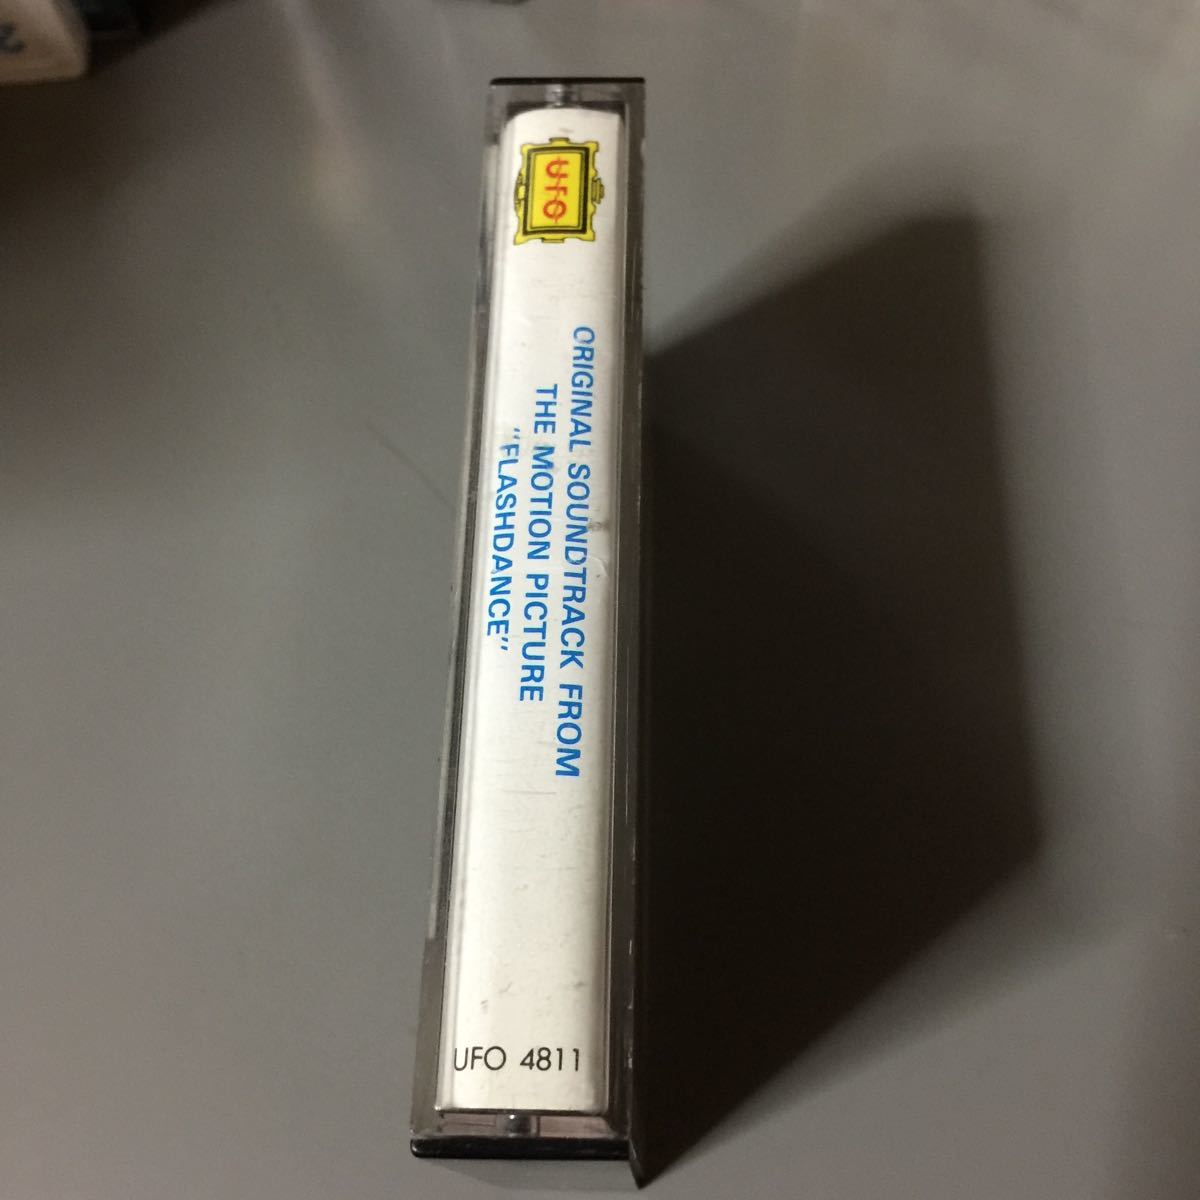 UFO
ORIGINAL SOUNDTRACK FROM
THE MOTION PICTURE
"FLASHDANCE"
UFO 4811